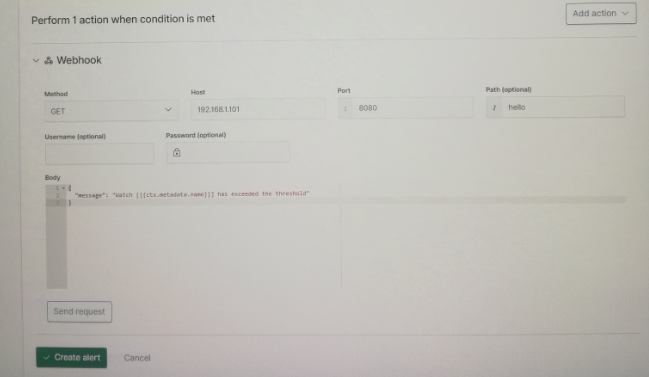 Perform 1 action when condition is met
Add action
Webhook
Method
Host
Port
Path (optional)
GET
192.168.1.101
:
8080
/
hello
Username (optional)
Password (optional)
Body
1 {
2 "message": "Watch [{{ctx.metadata.name}}] has exceeded the threshold"
3 }
Send request
Create alert
Cancel